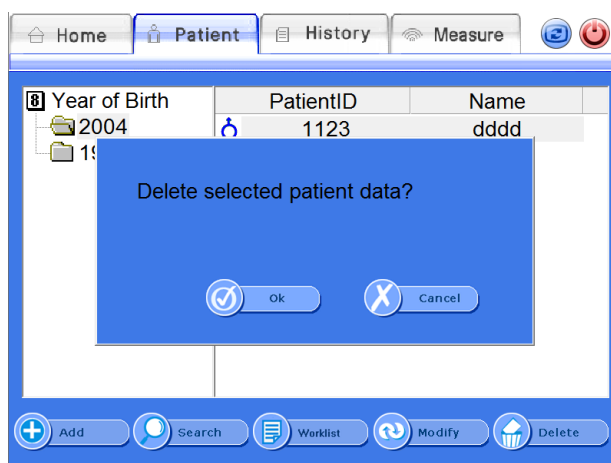 Home Patient History Measure
Year of Birth PatientID Name
2004 1123 dddd
Delete selected patient data?
Ok Cancel
Add Search Worklist Modify Delete